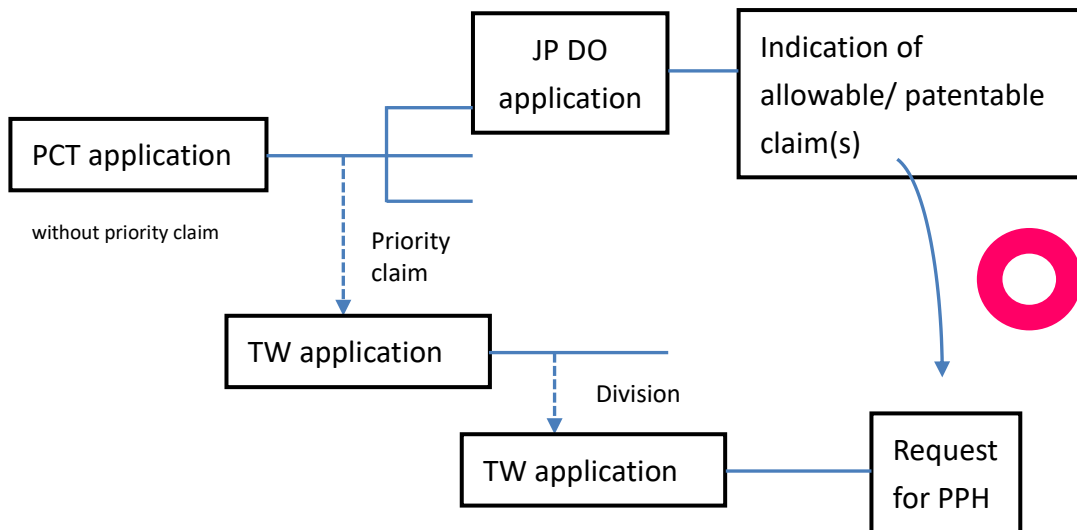 JP DO
application
Indication of
allowable/ patentable
claim(s)
PCT application
without priority claim
Priority
claim
TW application
Division
TW application
Request
for PPH